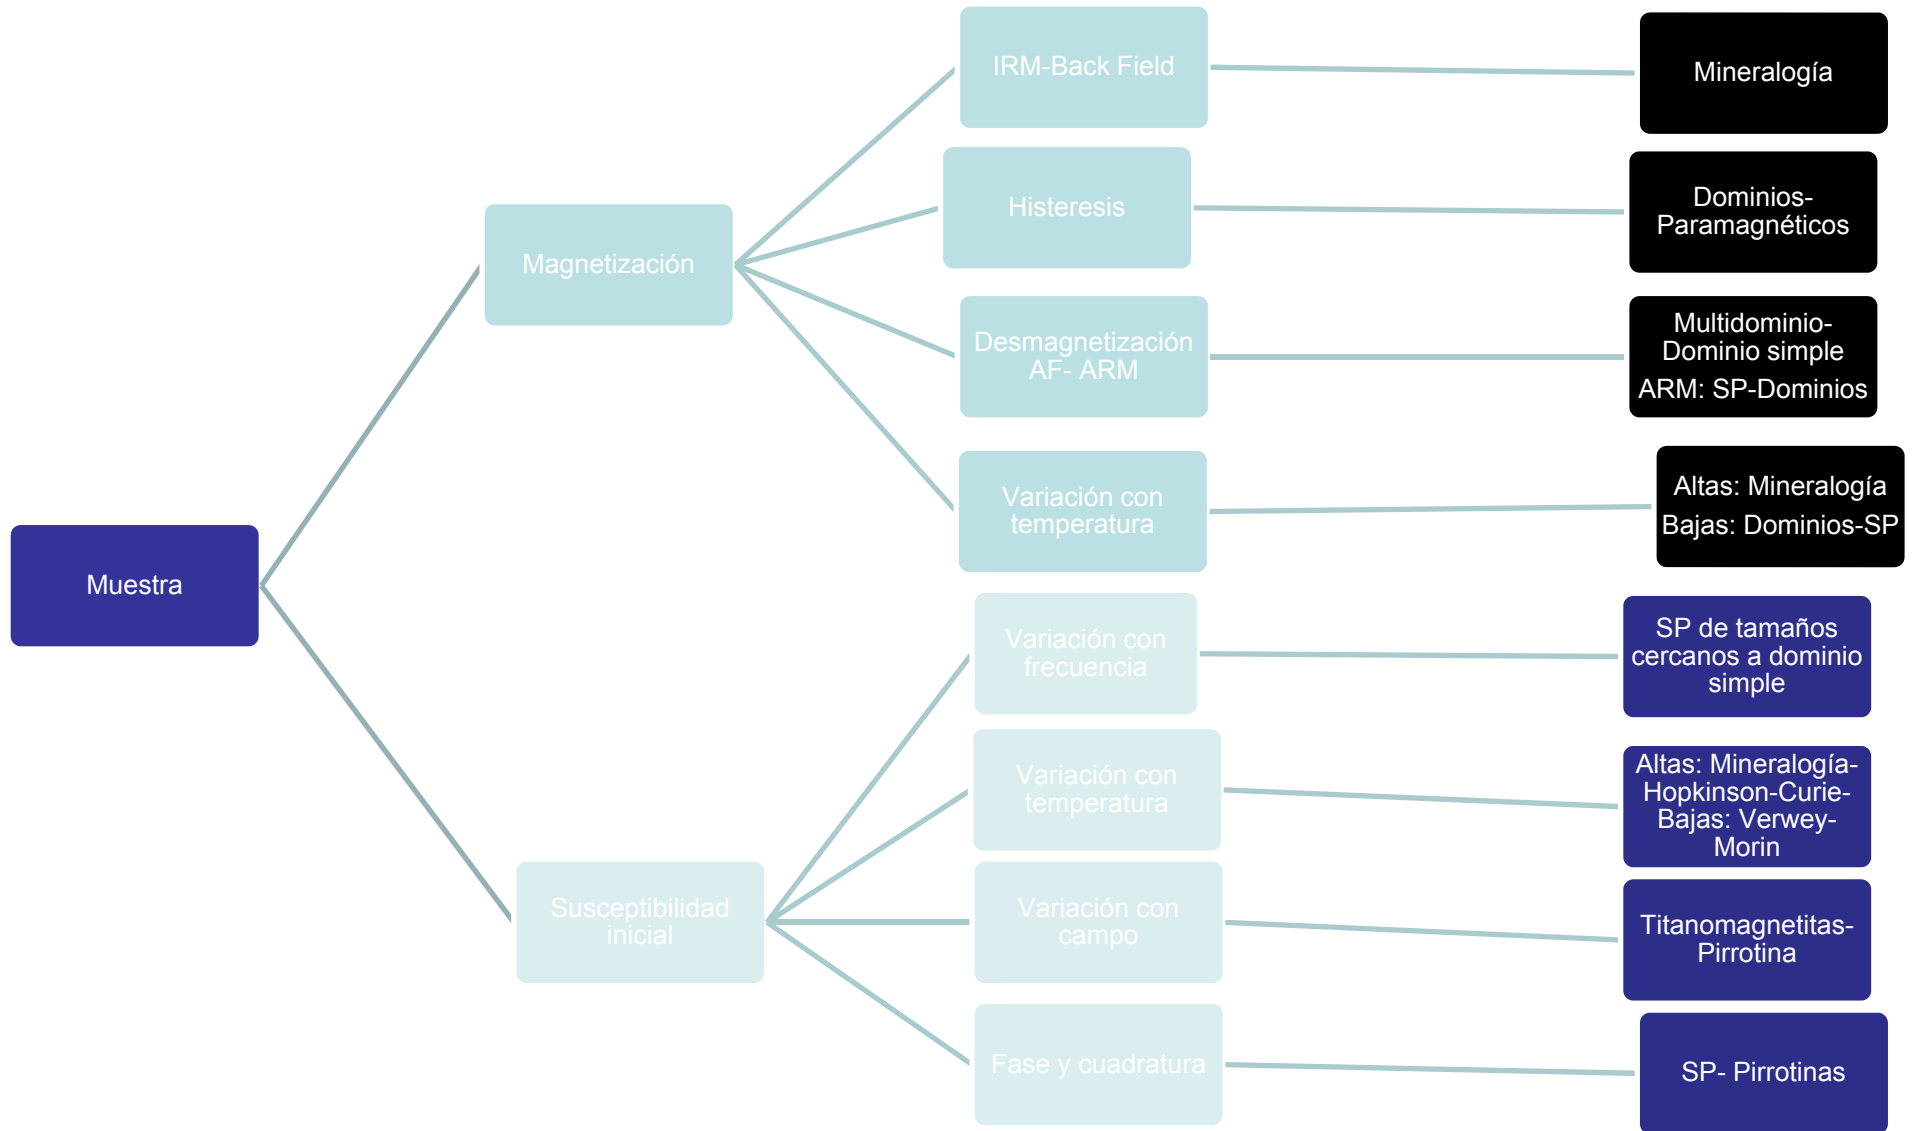 IRM-Back Field
Mineralogía
Histeresis
Dominios-
Paramagnéticos
Magnetización
Desmagnetización
AF- ARM
Multidominio-
Dominio simple
ARM: SP-Dominios
Variación con
temperatura
Altas: Mineralogía
Bajas: Dominios-SP
Muestra
Variación con
frecuencia
SP de tamaños
cercanos a dominio
simple
Variación con
temperatura
Altas: Mineralogía-
Hopkinson-Curie-
Bajas: Verwey-
Morin
Susceptibilidad
inicial
Variación con
campo
Titanomagnetitas-
Pirrotina
Fase y cuadratura
SP- Pirrotinas